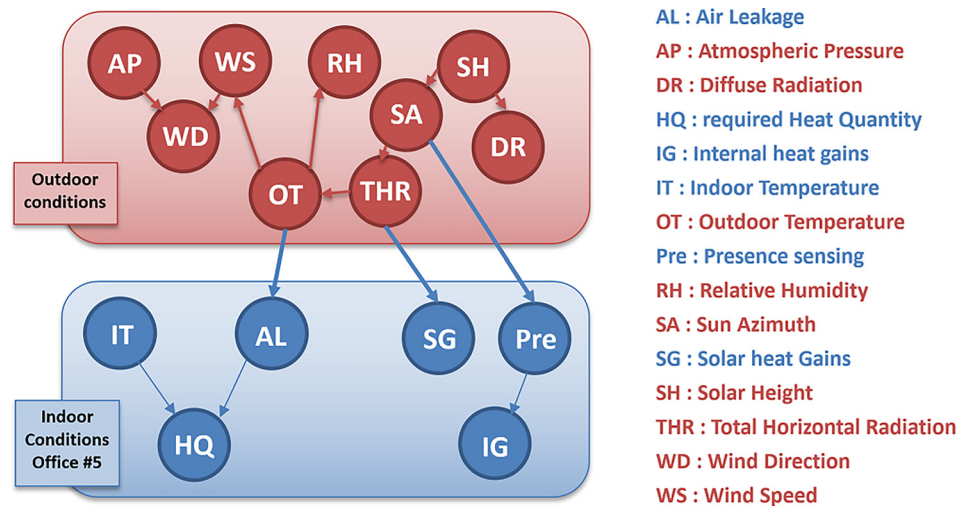 AP
WS
RH
SH
SA
WD
DR
OT
THR
Outdoor
conditions
IT
AL
SG
Pre
HQ
IG
Indoor
Conditions
Office #5
AL : Air Leakage
AP : Atmospheric Pressure
DR : Diffuse Radiation
HQ : required Heat Quantity
IG : Internal heat gains
IT : Indoor Temperature
OT : Outdoor Temperature
Pre : Presence sensing
RH : Relative Humidity
SA : Sun Azimuth
SG : Solar heat Gains
SH : Solar Height
THR : Total Horizontal Radiation
WD : Wind Direction
WS : Wind Speed